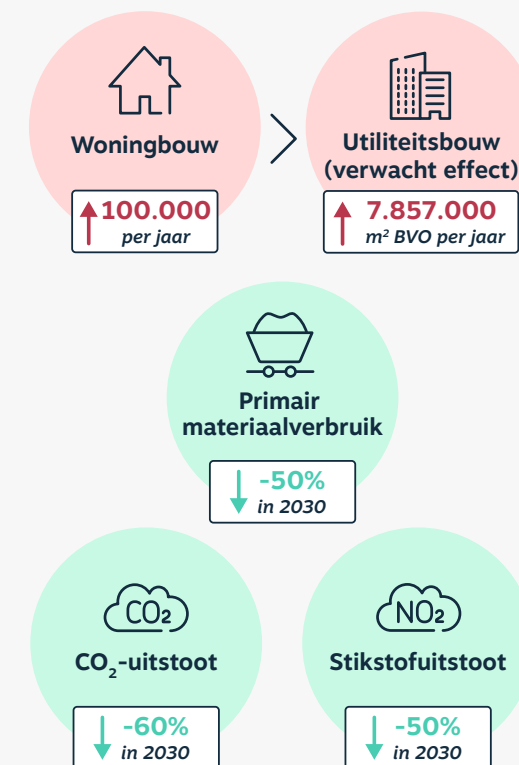 Woningbouw
100.000
per jaar
Utiliteitsbouw
(verwacht effect)
7.857.000
m² BVO per jaar
Primair
materiaalverbruik
-50%
in 2030
CO₂
CO₂-uitstoot
-60%
in 2030
NO₂
Stikstofuitstoot
-50%
in 2030